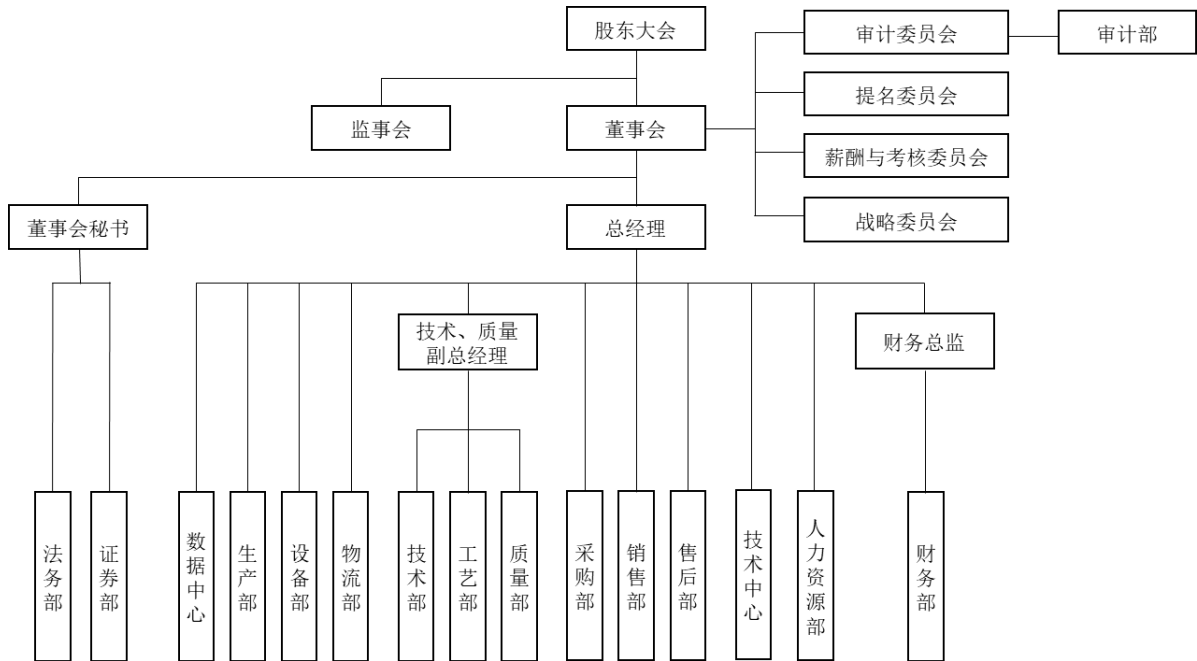 股东大会
审计委员会
审计部
提名委员会
监事会
董事会
薪酬与考核委员会
董事会秘书
总经理
战略委员会
技术、质量
副总经理
财务总监
法务部
证券部
数据中心
生产部
设备部
物流部
技术部
工艺部
质量部
采购部
销售部
售后部
技术中心
人力资源部
财务部